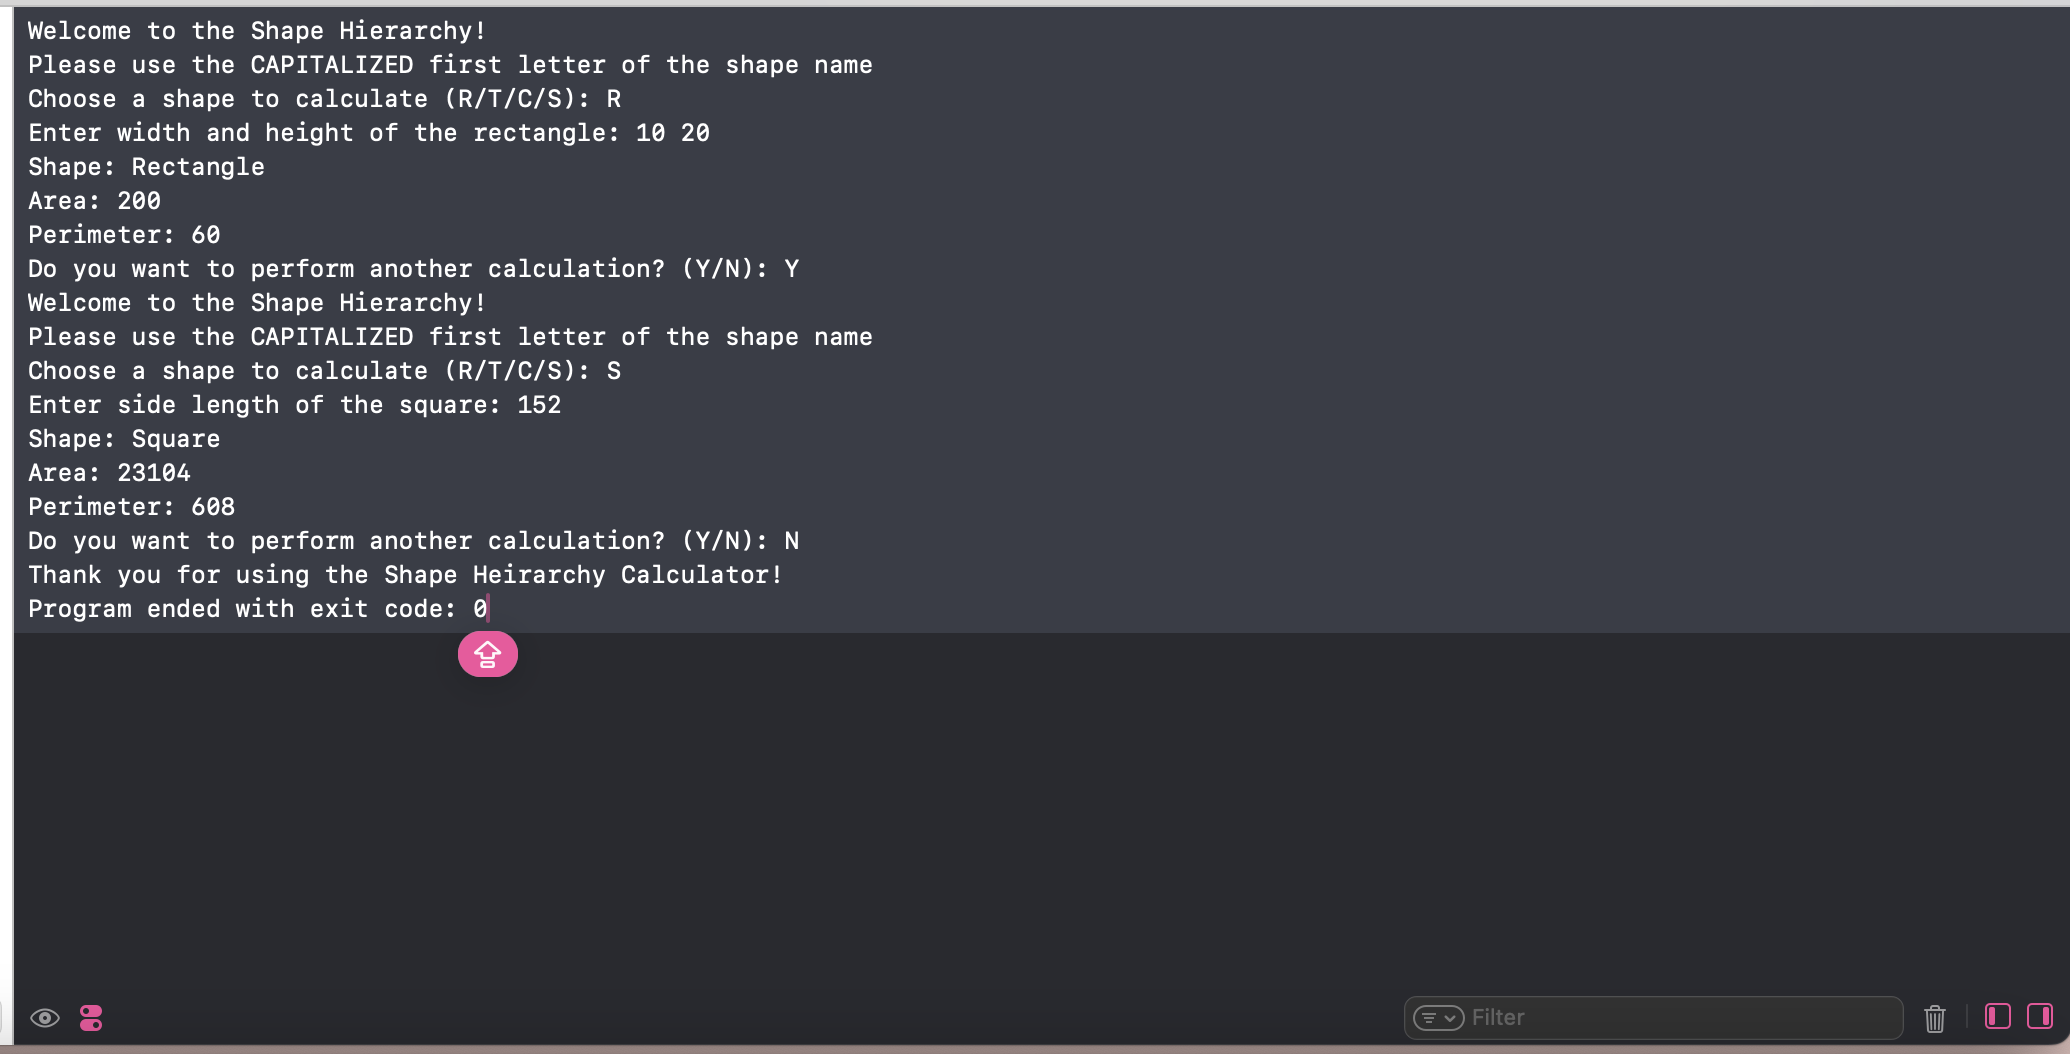 Welcome to the Shape Hierarchy!
Please use the CAPITALIZED first letter of the shape name
Choose a shape to calculate (R/T/C/S): R
Enter width and height of the rectangle: 10 20
Shape: Rectangle
Area: 200
Perimeter: 60
Do you want to perform another calculation? (Y/N): Y
Welcome to the Shape Hierarchy!
Please use the CAPITALIZED first letter of the shape name
Choose a shape to calculate (R/T/C/S): S
Enter side length of the square: 152
Shape: Square
Area: 23104
Perimeter: 608
Do you want to perform another calculation? (Y/N): N
Thank you for using the Shape Heirarchy Calculator!
Program ended with exit code: 0
Filter